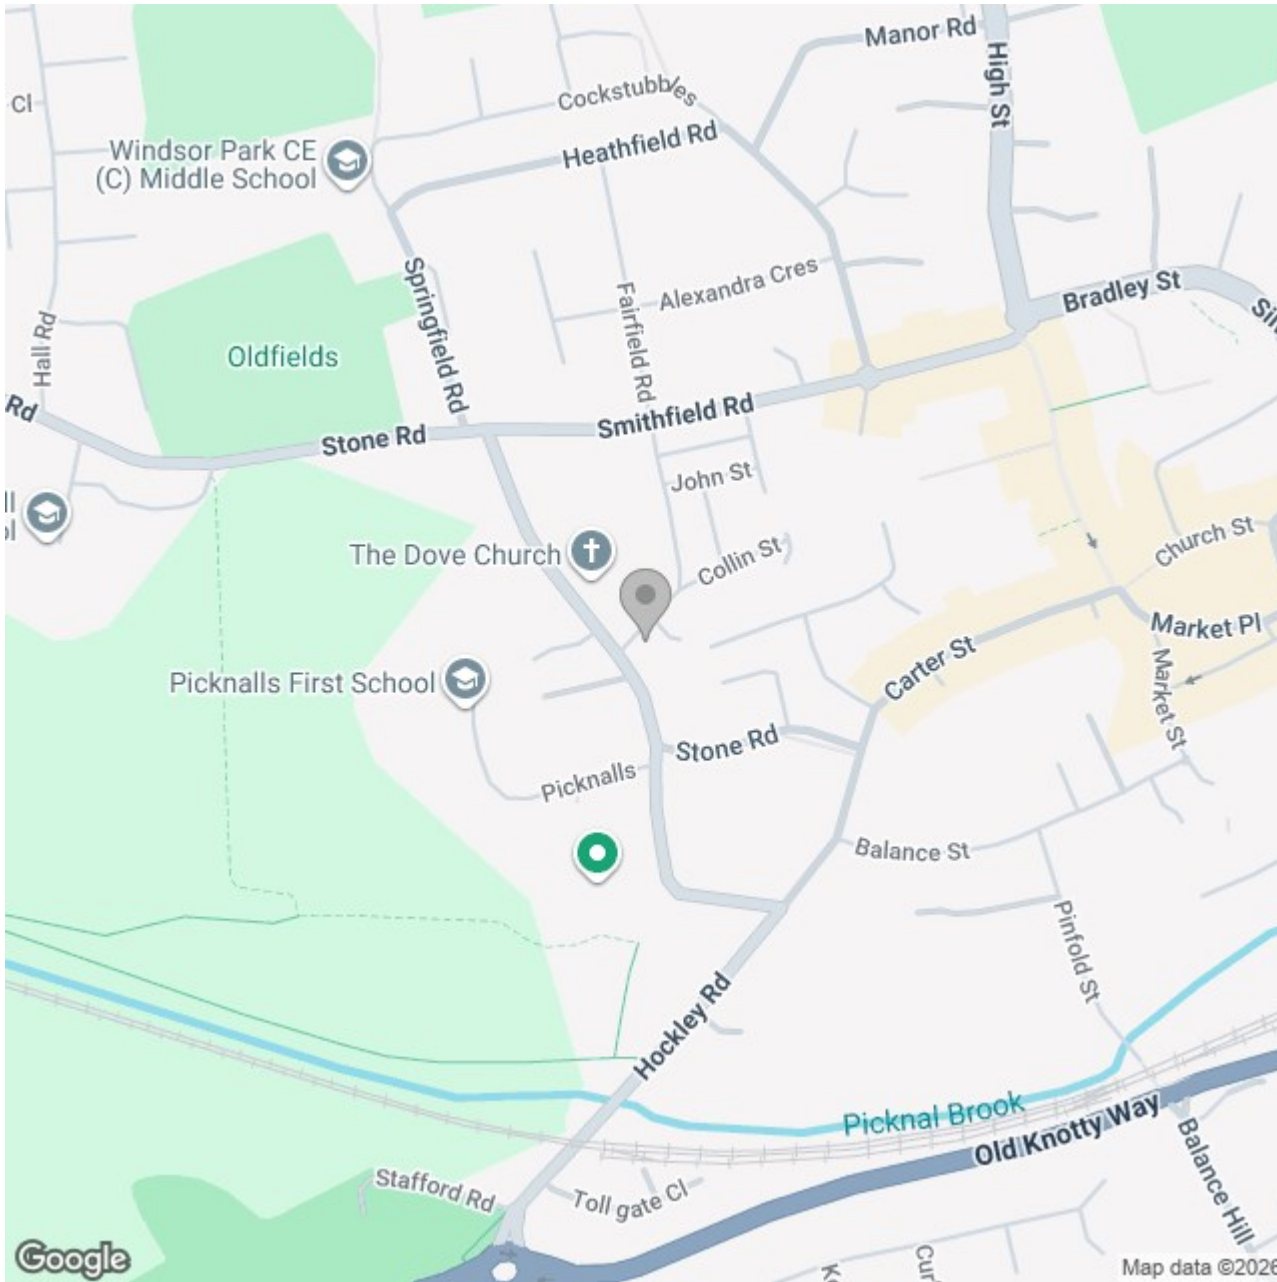 Manor Rd
High St
Cl
Cockstubbles
Heathfield Rd
Windsor Park CE
(C) Middle School
Springfield Rd
Alexandra Cres
Bradley St
Fairfield Rd
Hall Rd
Oldfields
Rd
Stone Rd
Smithfield Rd
John St
The Dove Church
Collin St
Church St
Market Pl
Carter St
Picknalls First School
Market St
Stone Rd
Picknalls
Balance St
Pinfold St
Hockley Rd
Picknal Brook
Old Knotty Way
Balance Hill
Stafford Rd
Toll gate Cl
Google
Map data ©2026